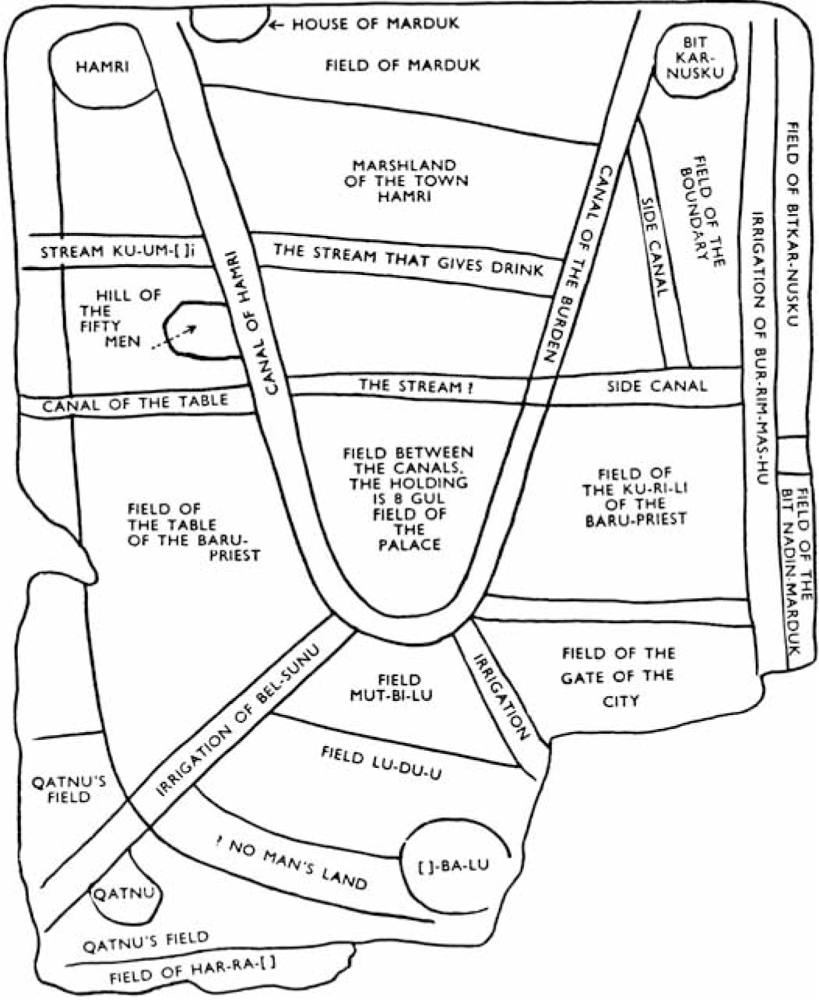 ← HOUSE OF MARDUK
HAMRI
FIELD OF MARDUK
BIT
KAR-
NUSKU
MARSHLAND
OF THE TOWN
HAMRI
CANAL OF THE BURDEN
SIDE CANAL
FIELD OF THE
BOUNDARY
IRRIGATION OF BUR-RIM-MAS-HU
FIELD OF BITKAR-NUSKU
STREAM KU-UM-[ ]i
CANAL OF HAMRI
THE STREAM THAT GIVES DRINK
HILL OF
THE
FIFTY
MEN
CANAL OF THE TABLE
CANAL
THE STREAM ?
SIDE CANAL
FIELD OF
THE TABLE
OF THE BARU-
PRIEST
FIELD BETWEEN
THE CANALS.
THE HOLDING
IS 8 GUL
FIELD OF
THE
PALACE
FIELD OF
THE KU-RI-LI
OF THE
BARU-PRIEST
FIELD OF THE
BIT NADIN-MARDUK
IRRIGATION OF BEL-SUNU
FIELD
MUT-BI-LU
IRRIGATION
FIELD OF THE
GATE OF THE
CITY
FIELD LU-DU-U
QATNU'S
FIELD
? NO MAN'S LAND
[ ]-BA-LU
QATNU
QATNU'S FIELD
FIELD OF HAR-RA-[ ]